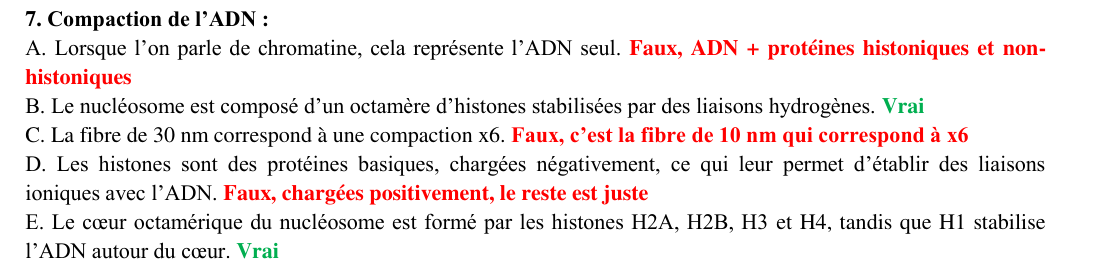 7. Compaction de l’ADN :
A. Lorsque l’on parle de chromatine, cela représente l’ADN seul. Faux, ADN + protéines histoniques et non-
histoniques
B. Le nucléosome est composé d’un octamère d’histones stabilisées par des liaisons hydrogènes. Vrai
C. La fibre de 30 nm correspond à une compaction x6. Faux, c’est la fibre de 10 nm qui correspond à x6
D. Les histones sont des protéines basiques, chargées négativement, ce qui leur permet d’établir des liaisons
ioniques avec l’ADN. Faux, chargées positivement, le reste est juste
E. Le cœur octamérique du nucléosome est formé par les histones H2A, H2B, H3 et H4, tandis que H1 stabilise
l’ADN autour du cœur. Vrai